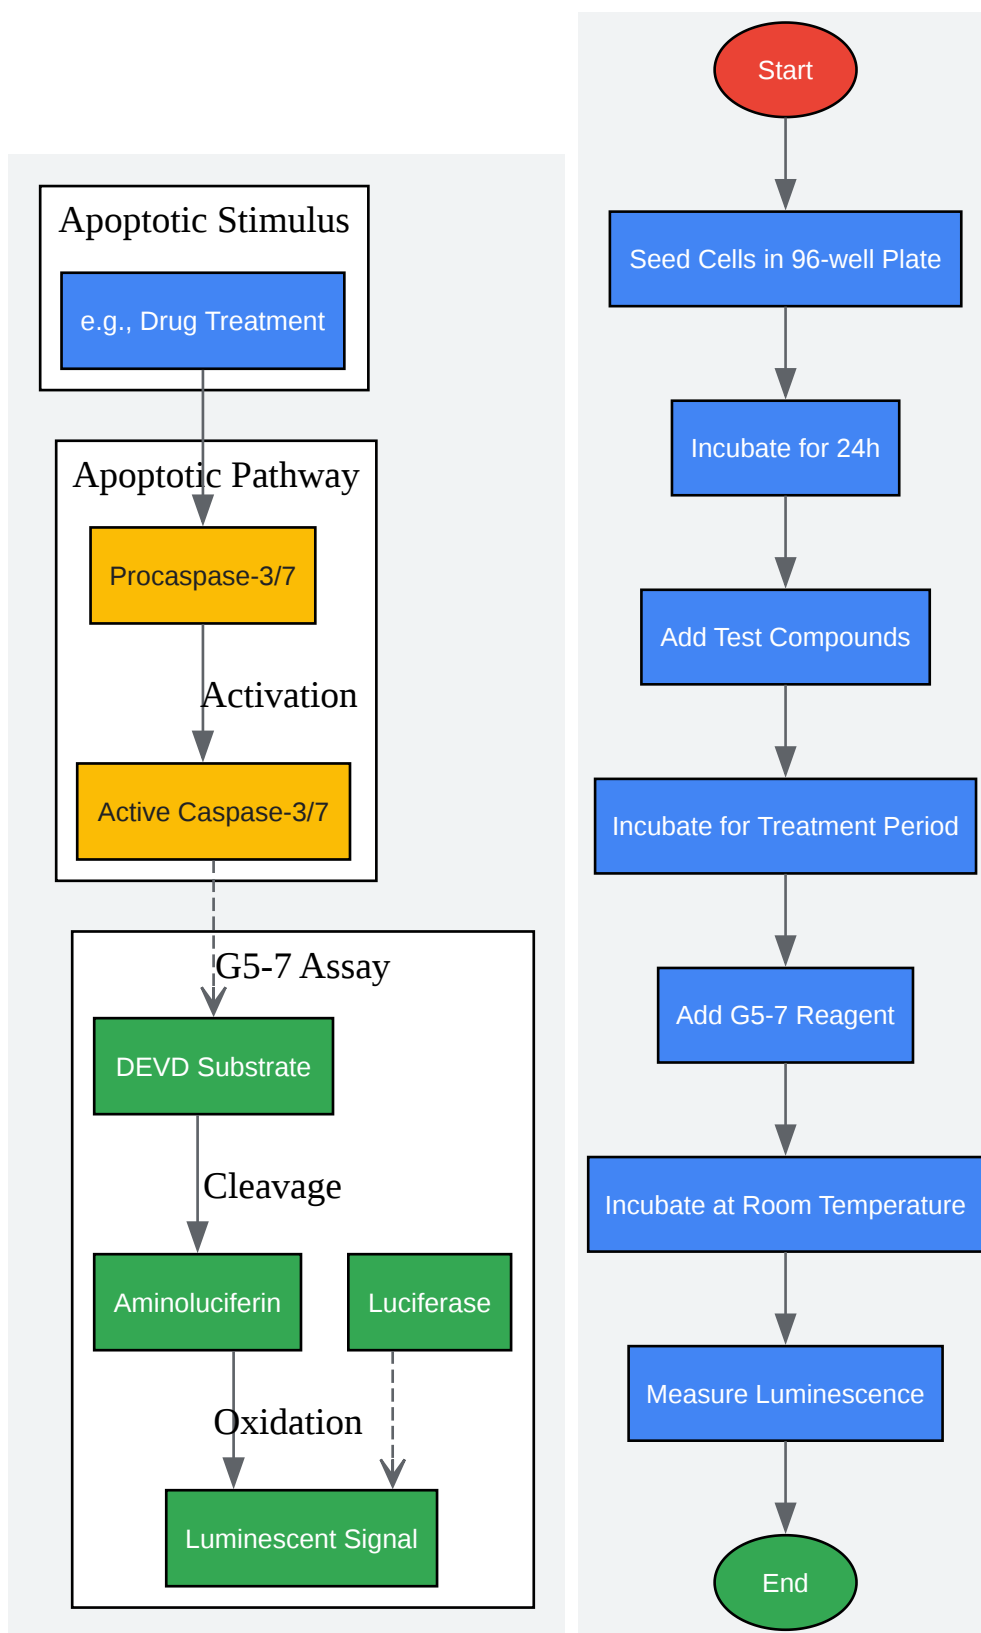 Apoptotic Stimulus
e.g., Drug Treatment
Apoptotic Pathway
Procaspase-3/7
Activation
Active Caspase-3/7
G5-7 Assay
DEVD Substrate
Cleavage
Aminoluciferin
Luciferase
Oxidation
Luminescent Signal
Start
Seed Cells in 96-well Plate
Incubate for 24h
Add Test Compounds
Incubate for Treatment Period
Add G5-7 Reagent
Incubate at Room Temperature
Measure Luminescence
End